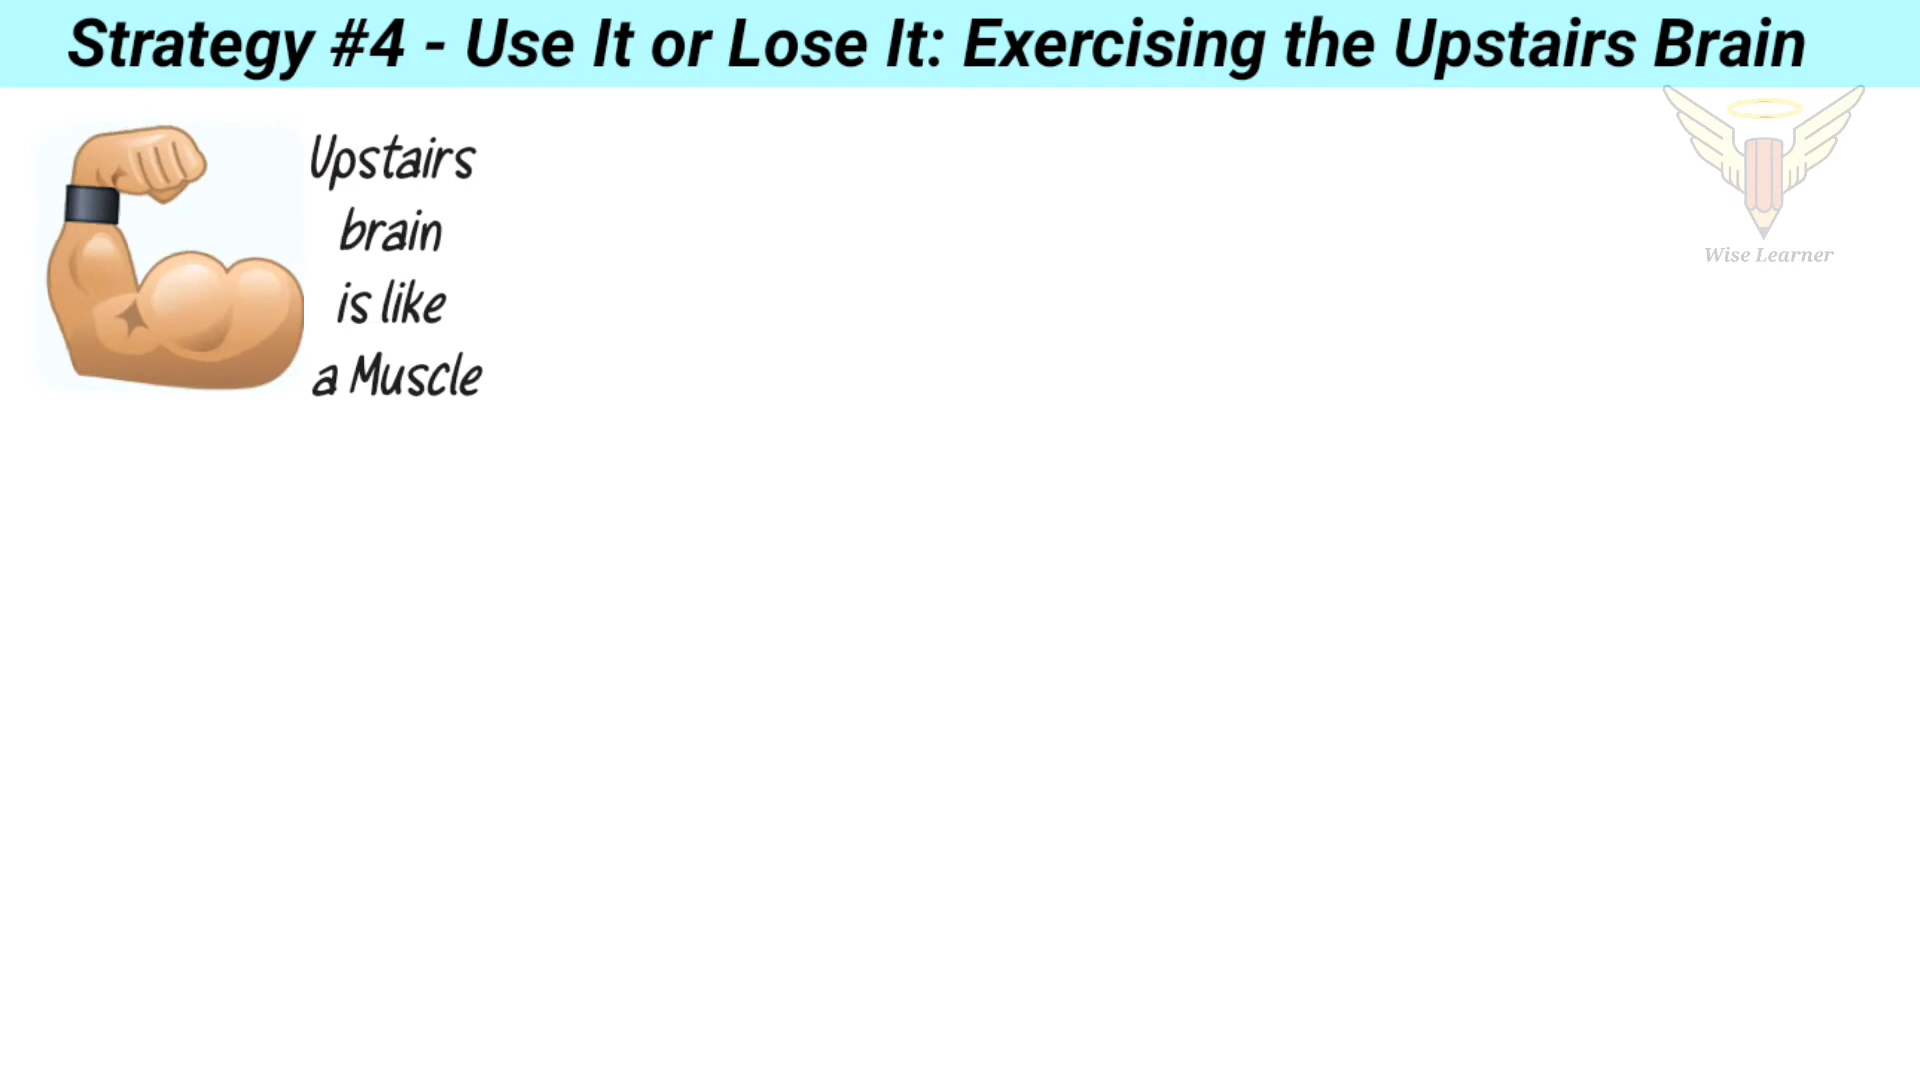 Strategy #4 - Use It or Lose It: Exercising the Upstairs Brain
Upstairs
brain
is like
a Muscle
Wise Learner